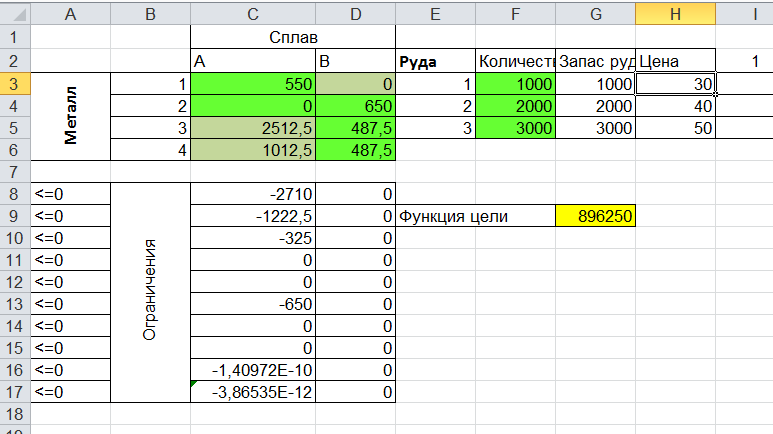 A B C D E F G H I
1 Сплав
2 A B Руда Количеств Запас руд Цена 1
3 Металл 1 550 0 1 1000 1000 30
4 2 0 650 2 2000 2000 40
5 3 2512,5 487,5 3 3000 3000 50
6 4 1012,5 487,5
7
8 <=0 Ограничения -2710 0
9 <=0 -1222,5 0 Функция цели 896250
10 <=0 -325 0
11 <=0 0 0
12 <=0 0 0
13 <=0 -650 0
14 <=0 0 0
15 <=0 0 0
16 <=0 -1,40972E-10 0
17 <=0 -3,86535E-12 0
18